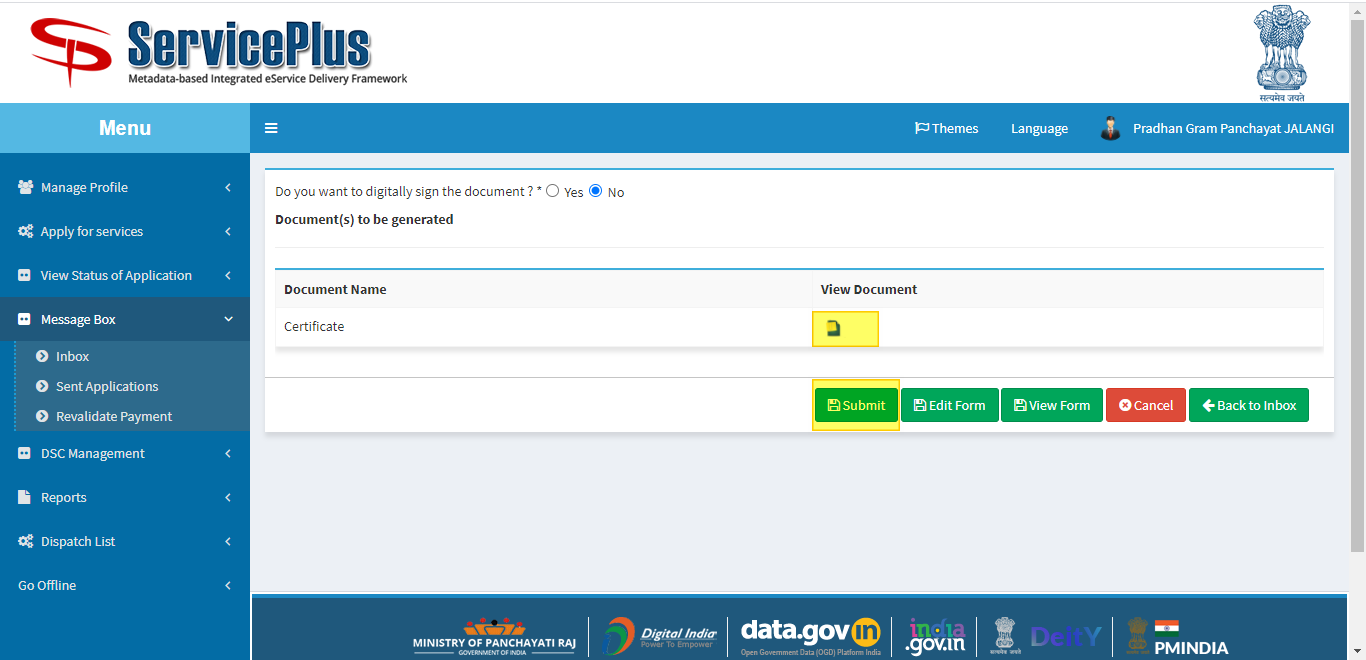 ServicePlus
Metadata-based Integrated eService Delivery Framework
सत्यमेव जयते
Menu
Themes
Language
Pradhan Gram Panchayat JALANGI
Manage Profile
Apply for services
View Status of Application
Message Box
Inbox
Sent Applications
Revalidate Payment
DSC Management
Reports
Dispatch List
Go Offline
Do you want to digitally sign the document ? * Yes No
Document(s) to be generated
Document Name View Document
Certificate
Submit Edit Form View Form Cancel Back to Inbox
MINISTRY OF PANCHAYATI RAJ
GOVERNMENT OF INDIA
Digital India
Power To Empower
data.gov in
Open Government Data (OGD) Platform India
india
.gov.in
सत्यमेव जयते
DeitY
PMINDIA